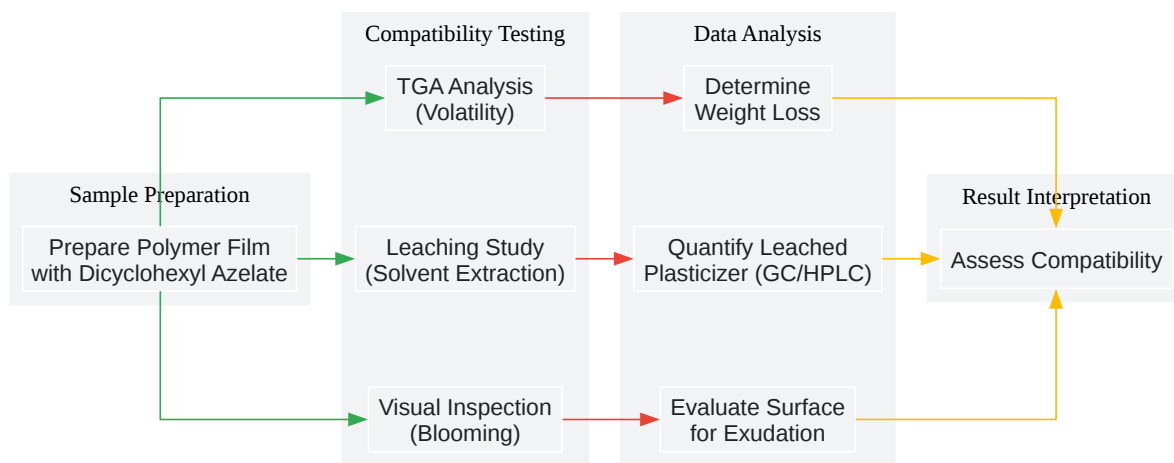 Compatibility Testing
Data Analysis
TGA Analysis
(Volatility)
Determine
Weight Loss
Sample Preparation
Result Interpretation
Prepare Polymer Film
with Dicyclohexyl Azelate
Leaching Study
(Solvent Extraction)
Quantify Leached
Plasticizer (GC/HPLC)
Assess Compatibility
Visual Inspection
(Blooming)
Evaluate Surface
for Exudation